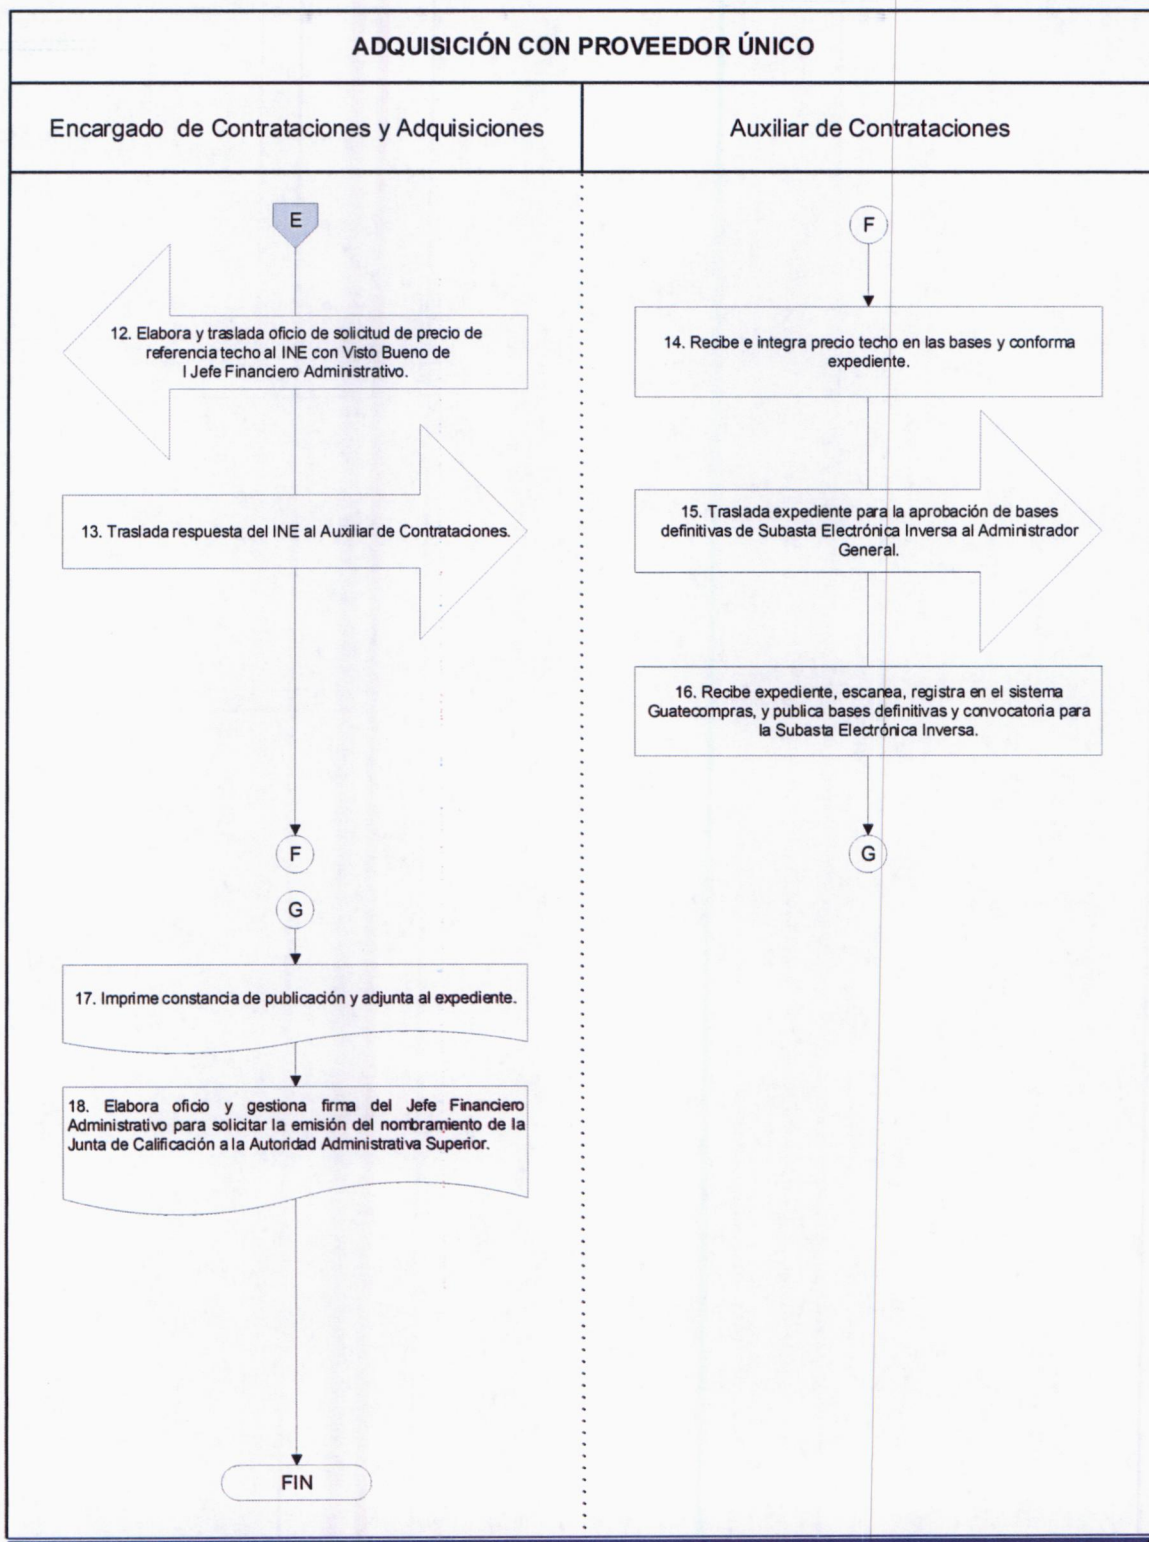 ADQUISICIÓN CON PROVEEDOR ÚNICO
Encargado de Contrataciones y Adquisiciones
Auxiliar de Contrataciones
E
12. Elabora y traslada oficio de solicitud de precio de
referencia techo al INE con Visto Bueno de
l Jefe Financiero Administrativo.
13. Traslada respuesta del INE al Auxiliar de Contrataciones.
F
F
14. Recibe e integra precio techo en las bases y conforma
expediente.
15. Traslada expediente para la aprobación de bases
definitivas de Subasta Electrónica Inversa al Administrador
General.
16. Recibe expediente, escanea, registra en el sistema
Guatecompras, y publica bases definitivas y convocatoria para
la Subasta Electrónica Inversa.
G
G
17. Imprime constancia de publicación y adjunta al expediente.
18. Elabora oficio y gestiona firma del Jefe Financiero
Administrativo para solicitar la emisión del nombramiento de la
Junta de Calificación a la Autoridad Administrativa Superior.
FIN